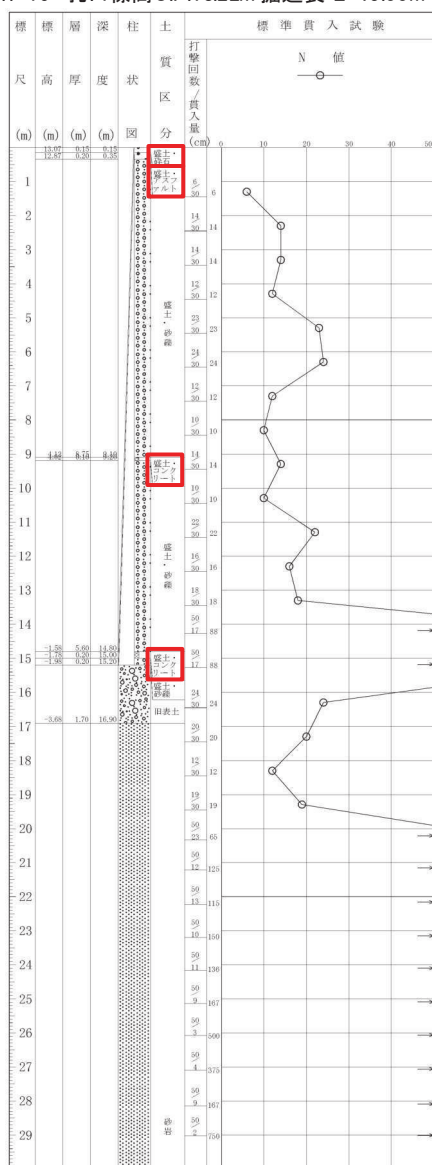 標 標 層 深 柱 土 標 準 貫 入 試 験
尺 高 厚 度 状 質 区 分 打撃回数/貫入量 N 値
(m) (m) (m) (m) 図 (cm) 0 10 20 30 40 50
13.07 0.15 0.15 盛土・砕石
12.87 0.20 0.35 盛土・アスファルト
1 6/30 6
2 14/30 14
3 14/30 14
4 12/30 12
盛土・砂礫
5 23/30 23
6 24/30 24
7 12/30 12
8 10/30 10
9 8.75 盛土・コンクリート 14/30 14
10 10/30 10
11 22/30 22
12 盛土・砂礫 16/30 16
13 18/30 18
14 50/17 88
-1.58 5.60 14.80
15 -1.78 0.20 15.00 盛土・コンクリート 50/17 88
-1.98 0.20 15.20 盛土・砂礫
16 旧表土 24/30 24
-3.68 1.70 16.90
17 20/30 20
18 12/30 12
19 19/30 19
20 50/23 65
21 50/12 125
22 50/13 115
23 50/10 150
24 50/11 136
25 50/9 167
26 50/3 500
27 50/4 375
28 50/9 167
砂岩
29 50/2 750